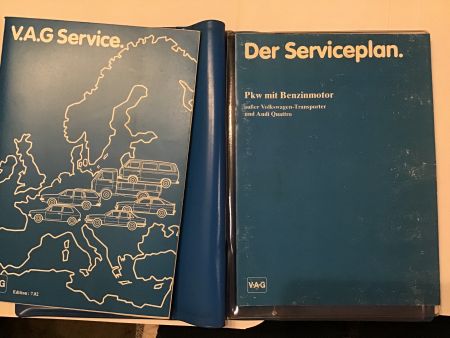 V.A.G Service.
Edition: 7.82
Der Serviceplan.
Pkw mit Benzinmotor
außer Volkswagen-Transporter
und Audi Quattro
V·A·G